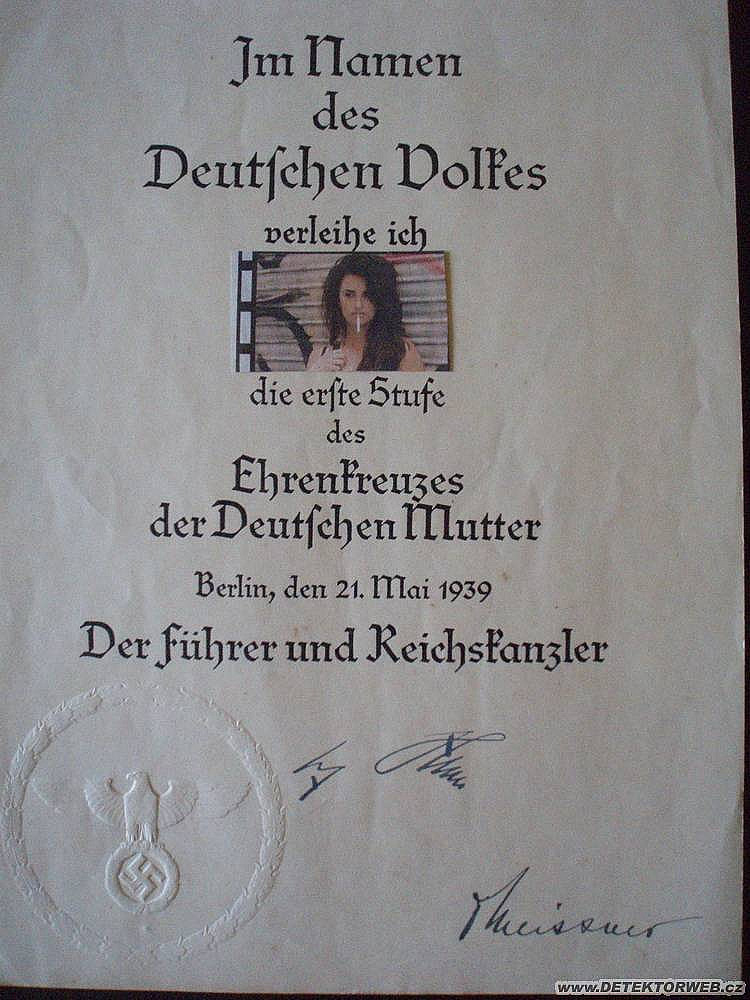 Im Namen
des
Deutſchen Volkes
verleihe ich
die erſte Stufe
des
Ehrenkreuzes
der Deutſchen Mutter
Berlin, den 21. Mai 1939
Der Führer und Reichskanzler
Meissner
www.DETEKTORWEB.cz